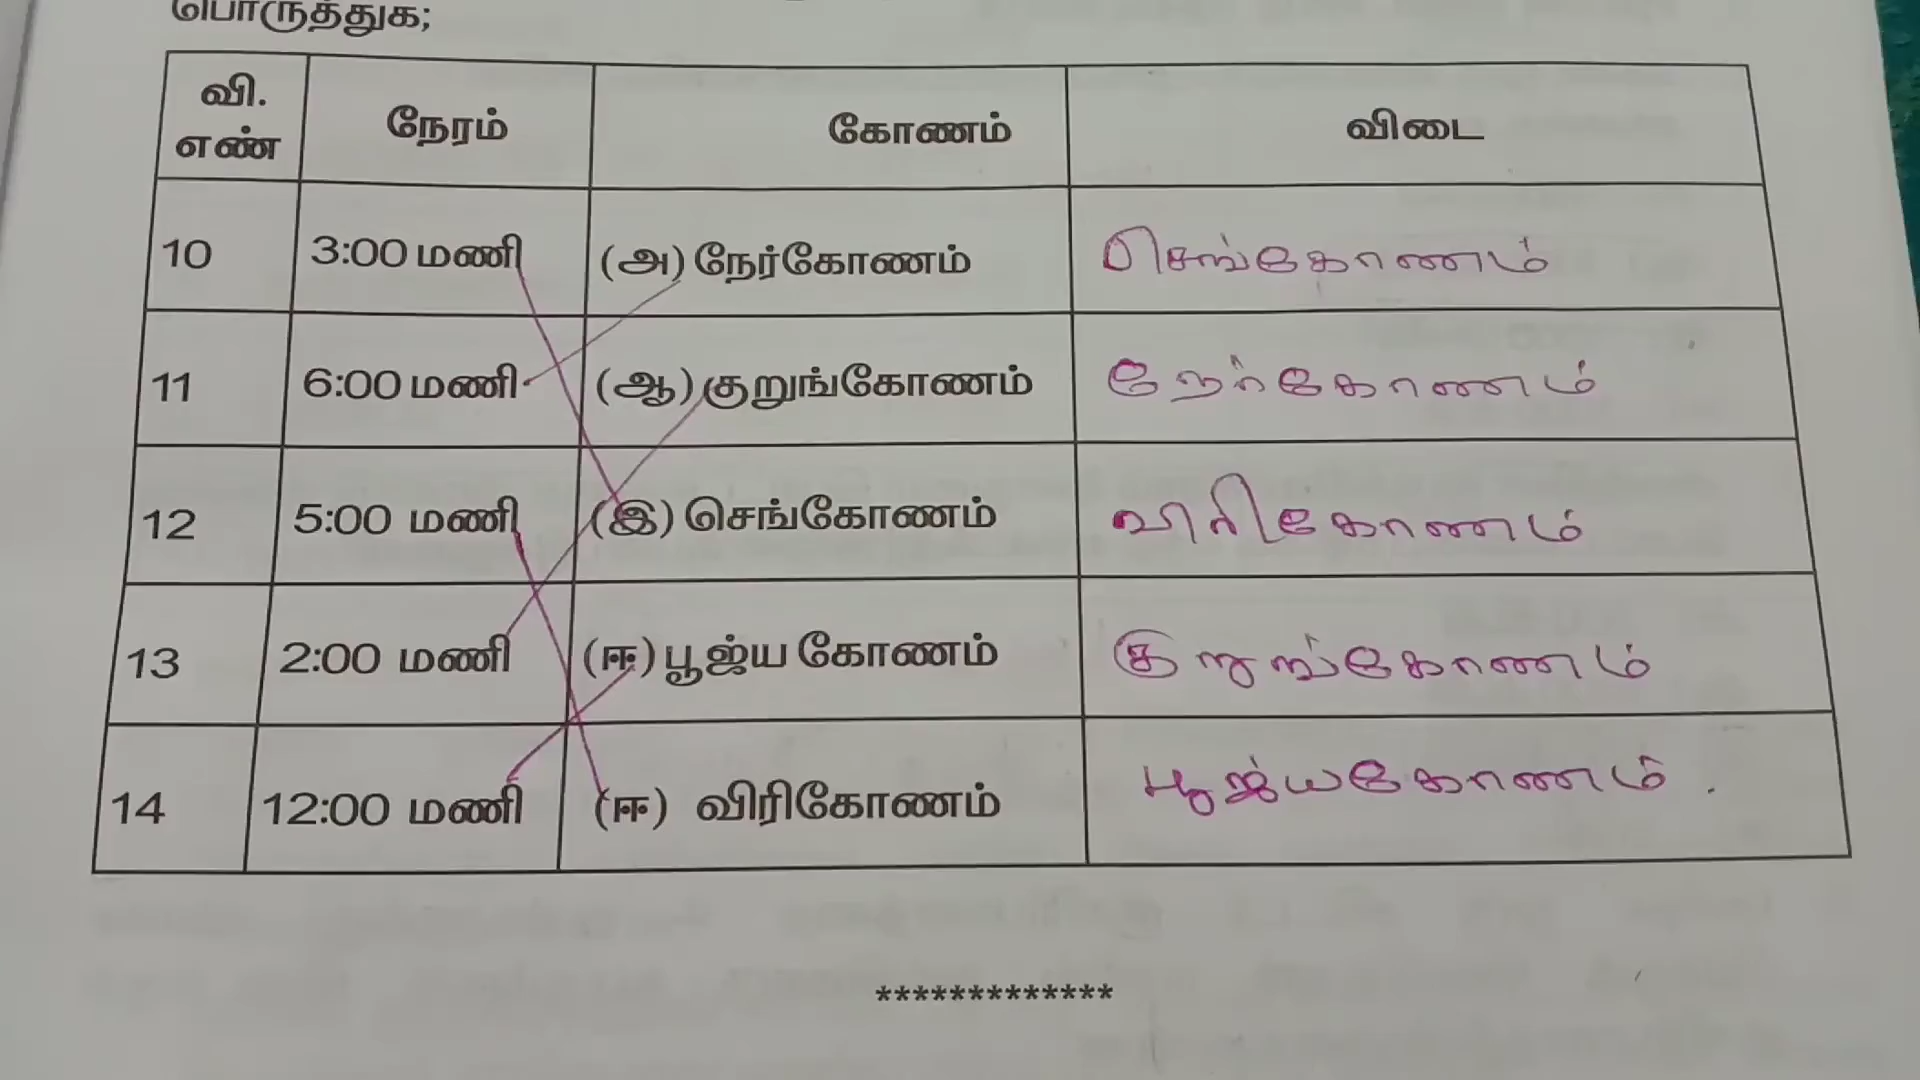 பொருத்துக;
வி. எண் நேரம் கோணம் விடை
10 3:00 மணி (அ) நேர்கோணம் செங்கோணம்
11 6:00 மணி (ஆ) குறுங்கோணம் நேர்கோணம்
12 5:00 மணி (இ) செங்கோணம் விரிகோணம்
13 2:00 மணி (ஈ) பூஜ்ய கோணம் குறுங்கோணம்
14 12:00 மணி (ஈ) விரிகோணம் பூஜ்யகோணம் .
*************